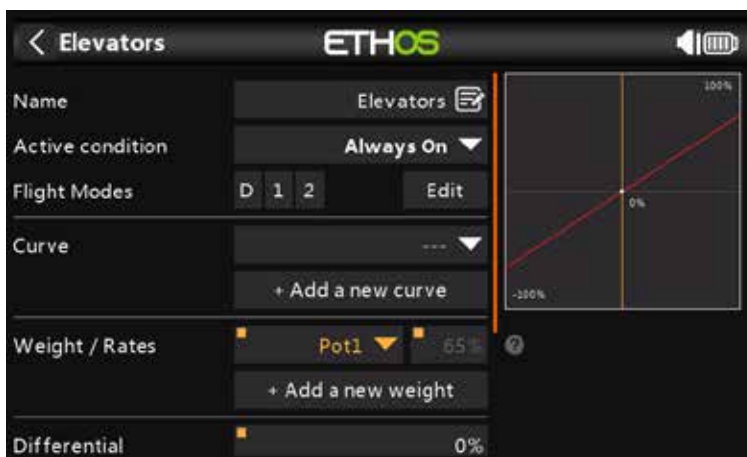 Elevators ETHOS
Name Elevators
Active condition Always On
Flight Modes D 1 2 Edit
Curve ---
+ Add a new curve
Weight / Rates Pot1 65%
+ Add a new weight
Differential 0%
100%
0%
-100%
?